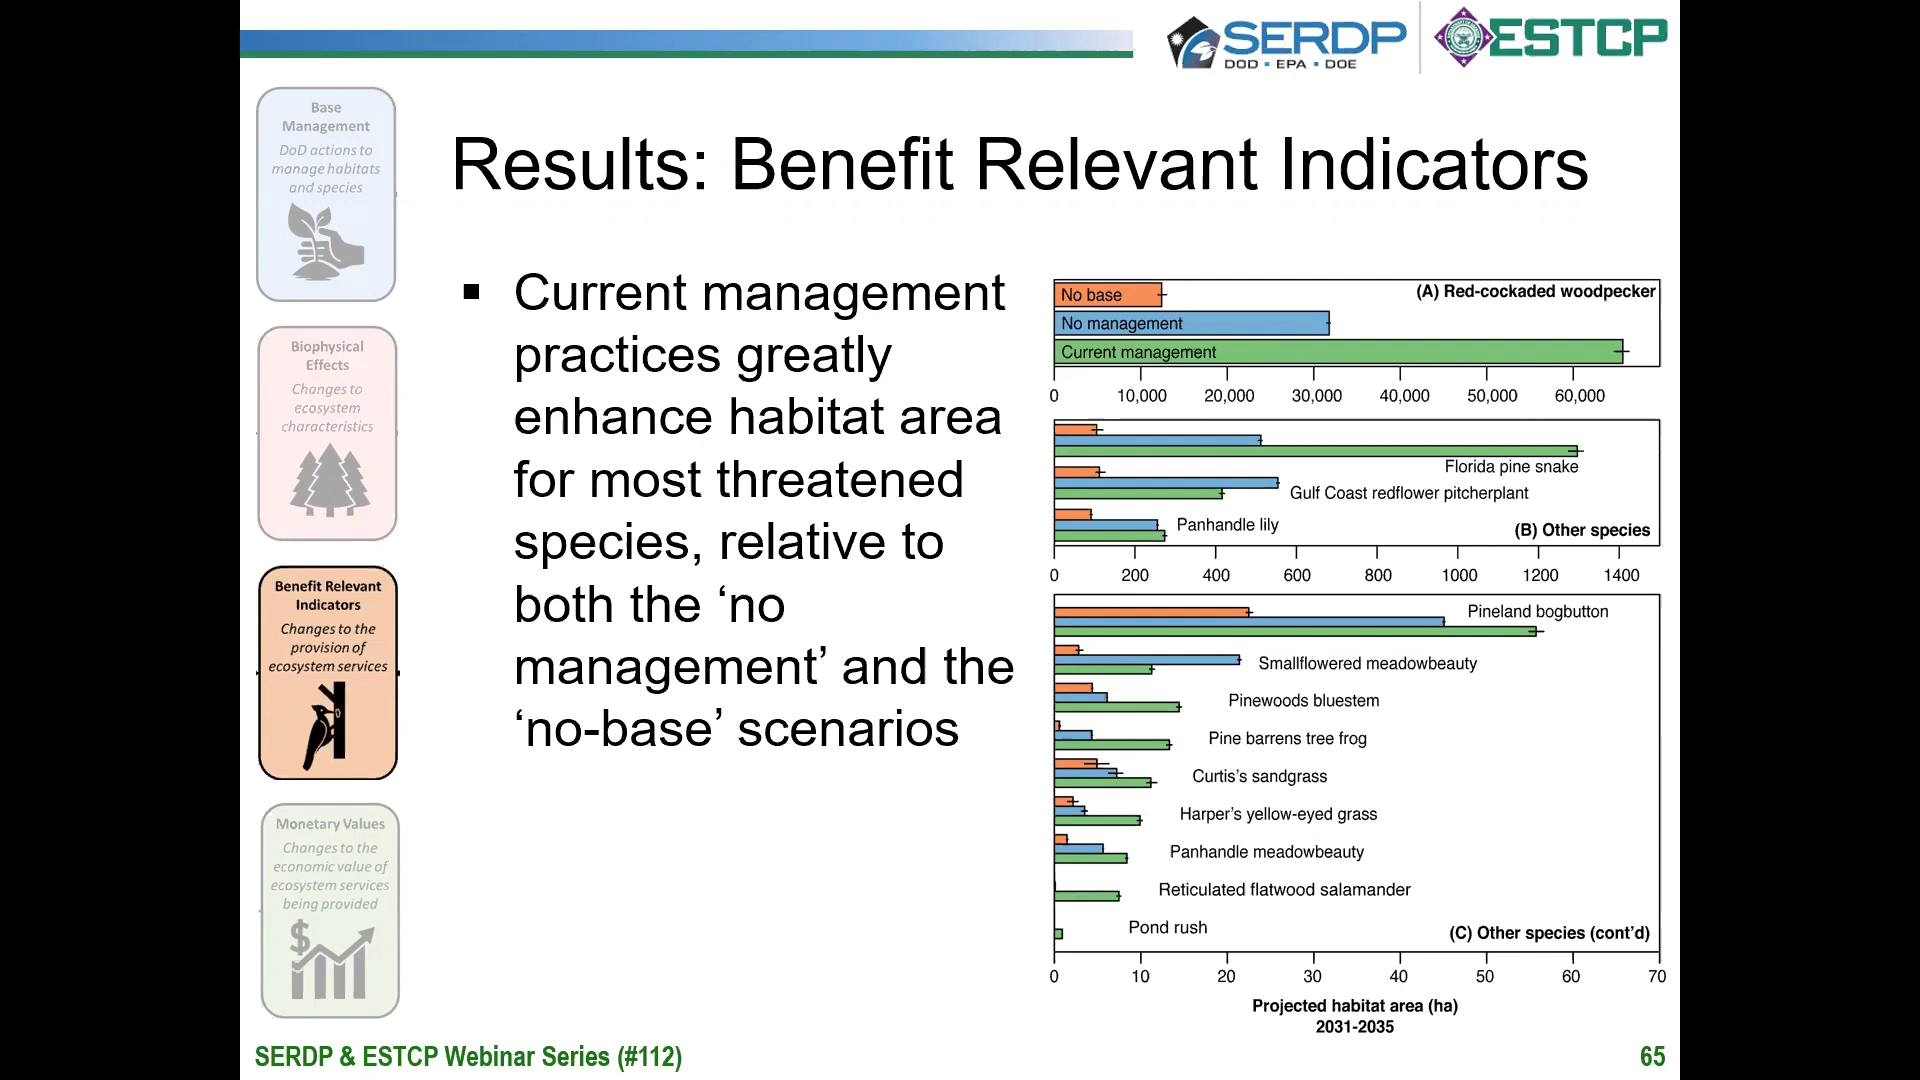 SERDP
DOD ▪ EPA ▪ DOE
ESTCP
Base
Management
DoD actions to
manage habitats
and species
Biophysical
Effects
Changes to
ecosystem
characteristics
Benefit Relevant
Indicators
Changes to the
provision of
ecosystem services
Monetary Values
Changes to the
economic value of
ecosystem services
being provided
Results: Benefit Relevant Indicators
▪ Current management
practices greatly
enhance habitat area
for most threatened
species, relative to
both the ‘no
management’ and the
‘no-base’ scenarios
(A) Red-cockaded woodpecker
No base
No management
Current management
0 10,000 20,000 30,000 40,000 50,000 60,000
Florida pine snake
Gulf Coast redflower pitcherplant
Panhandle lily
(B) Other species
0 200 400 600 800 1000 1200 1400
Pineland bogbutton
Smallflowered meadowbeauty
Pinewoods bluestem
Pine barrens tree frog
Curtis’s sandgrass
Harper’s yellow-eyed grass
Panhandle meadowbeauty
Reticulated flatwood salamander
Pond rush
(C) Other species (cont’d)
0 10 20 30 40 50 60 70
Projected habitat area (ha)
2031-2035
SERDP & ESTCP Webinar Series (#112)
65